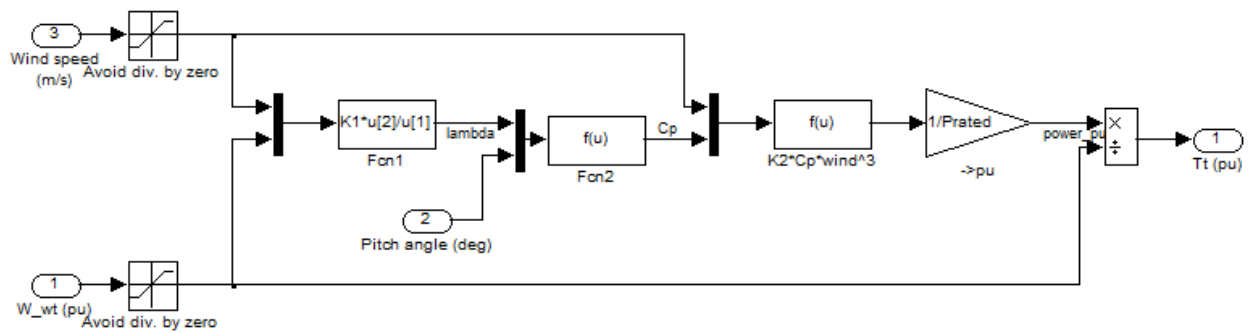 3
Wind speed
(m/s)
Avoid div. by zero
K1*u[2]/u[1]
Fcn1
lambda
f(u)
Fcn2
Cp
2
Pitch angle (deg)
f(u)
K2*Cp*wind^3
1/Prated
->pu
power_pu
×
÷
1
Tt (pu)
1
W_wt (pu)
Avoid div. by zero